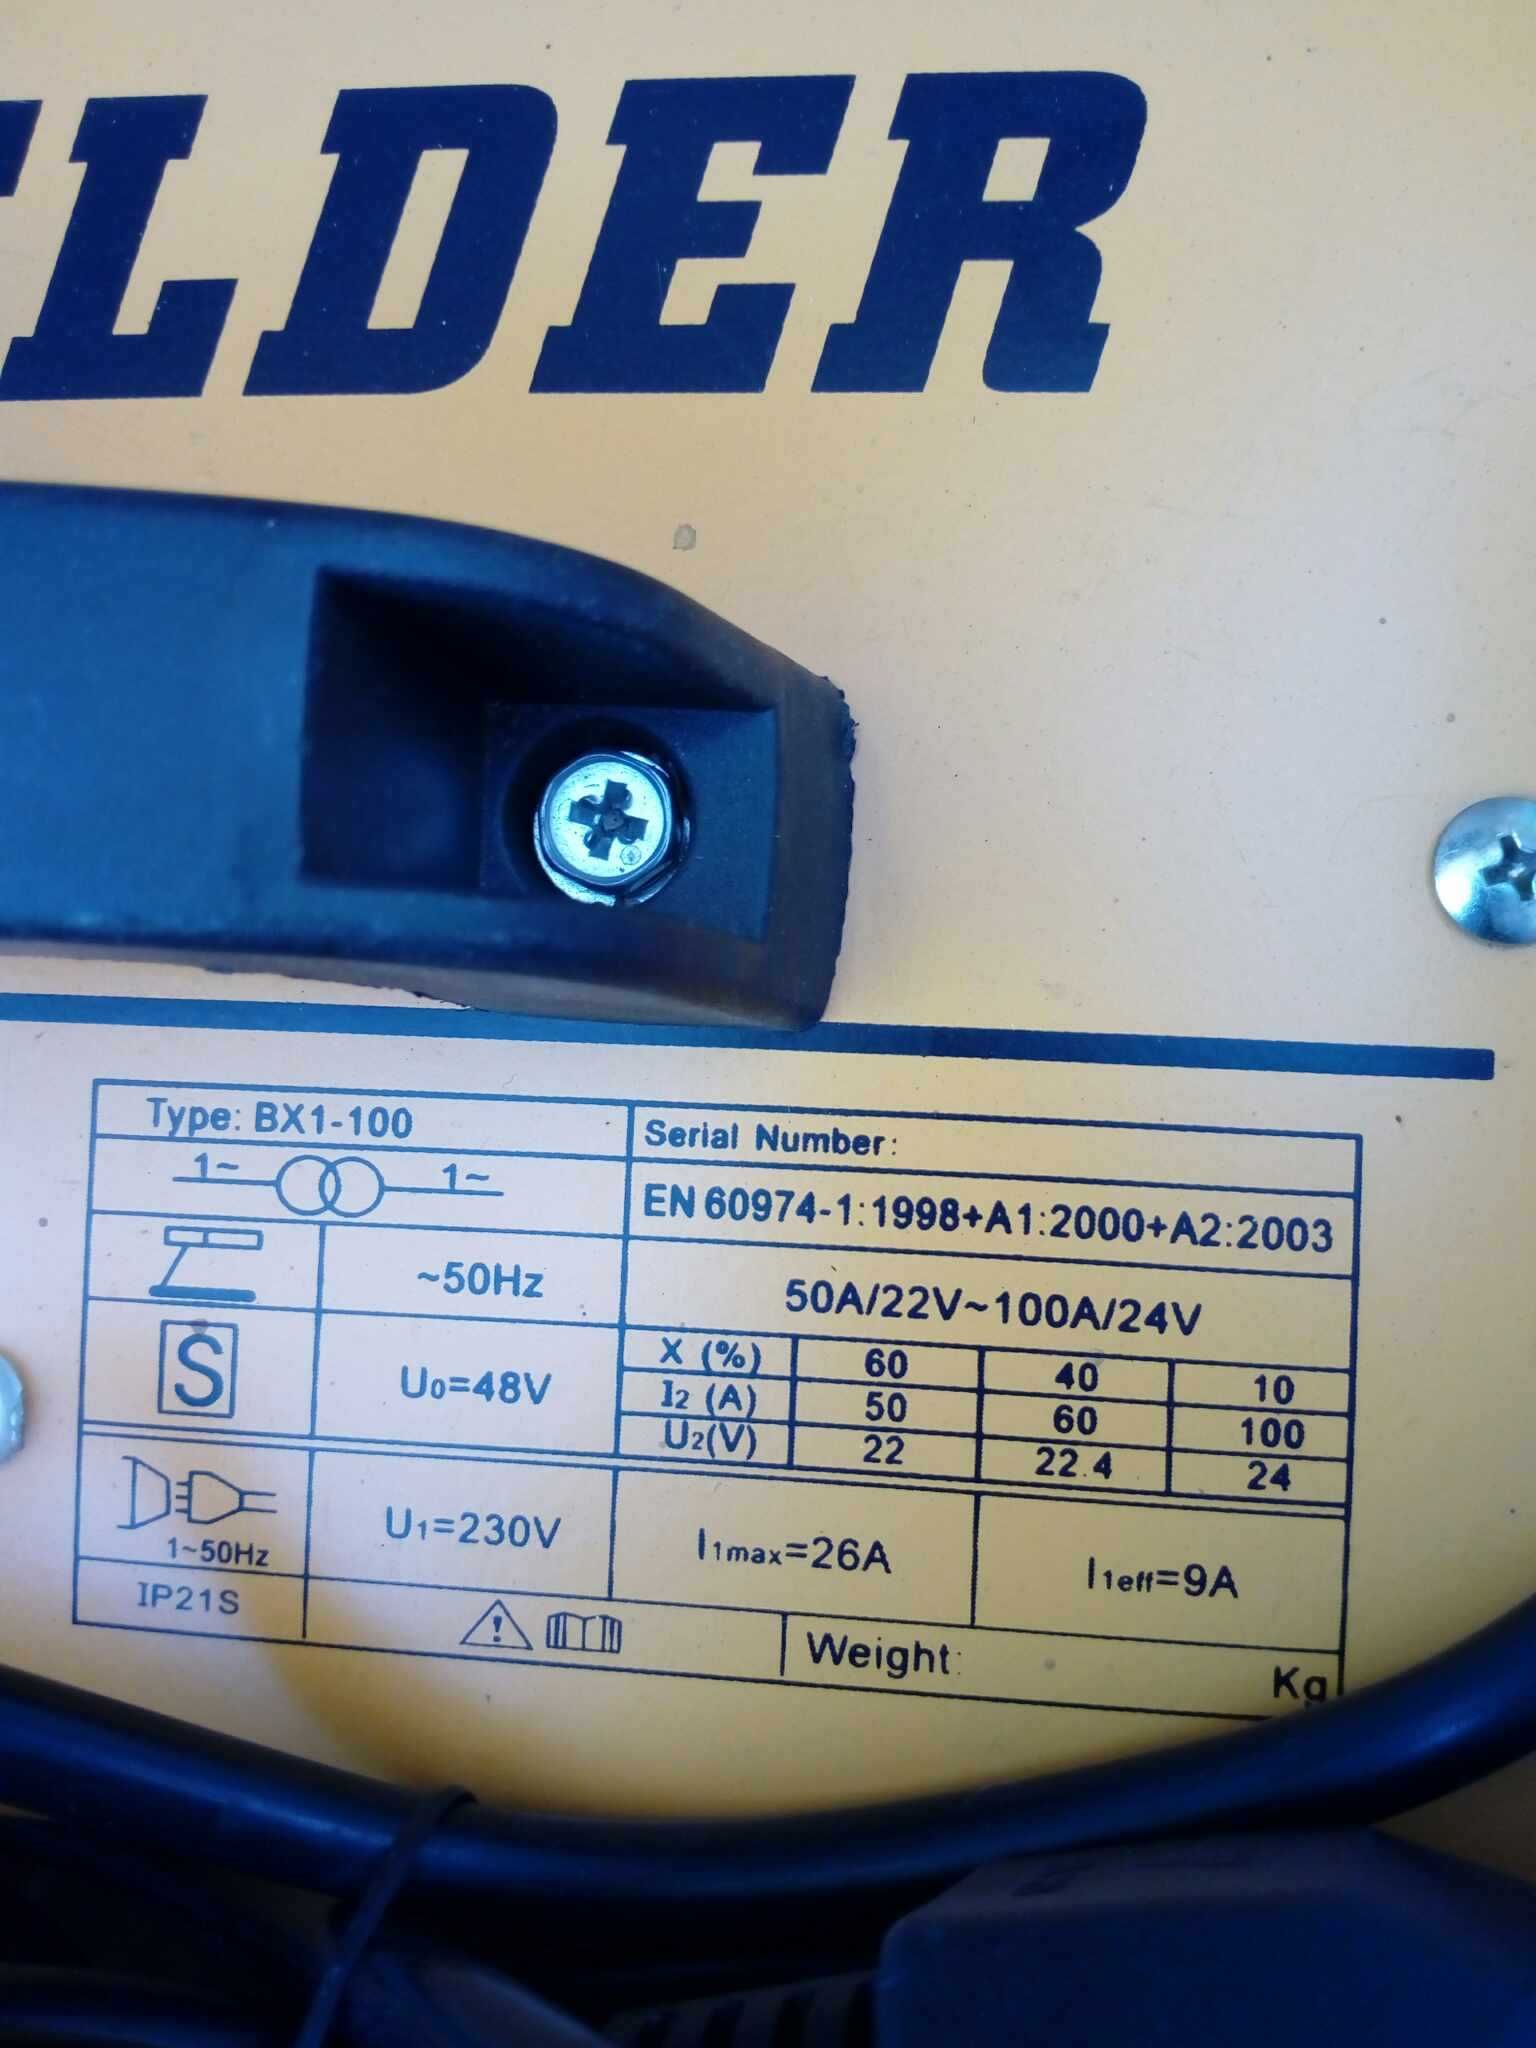 ELDER
Type: BX1-100
Serial Number:
1~ 1~
EN 60974-1:1998+A1:2000+A2:2003
~50Hz
50A/22V~100A/24V
S
U0=48V
X (%) 60 40 10
I2 (A) 50 60 100
U2(V) 22 22.4 24
1~50Hz
U1=230V
I1max=26A
I1eff=9A
IP21S
!
Weight: Kg